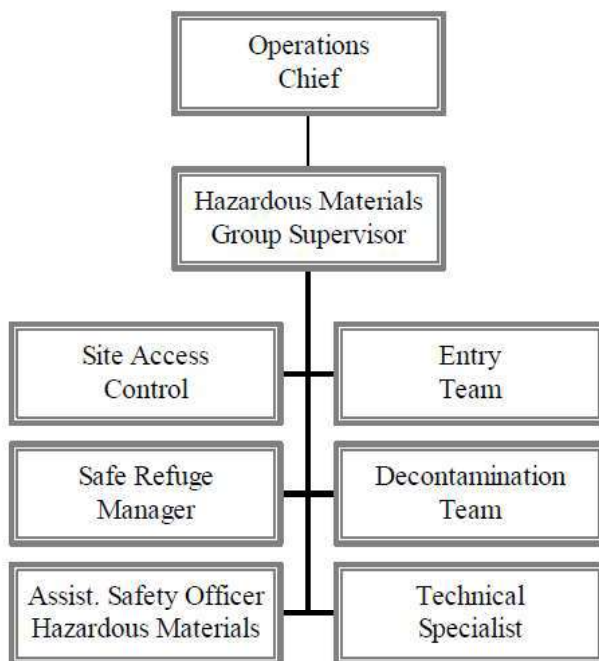 Operations
Chief
Hazardous Materials
Group Supervisor
Site Access
Control
Entry
Team
Safe Refuge
Manager
Decontamination
Team
Assist. Safety Officer
Hazardous Materials
Technical
Specialist